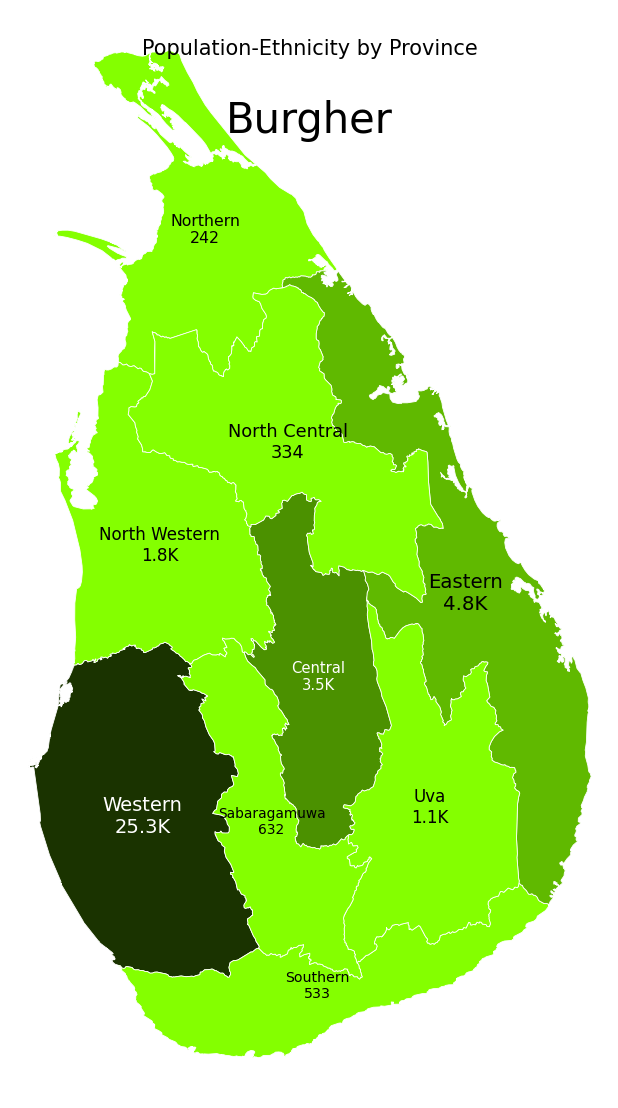 Population-Ethnicity by Province
Burgher
Northern
242
North Central
334
North Western
1.8K
Eastern
4.8K
Central
3.5K
Western
25.3K
Sabaragamuwa
632
Uva
1.1K
Southern
533